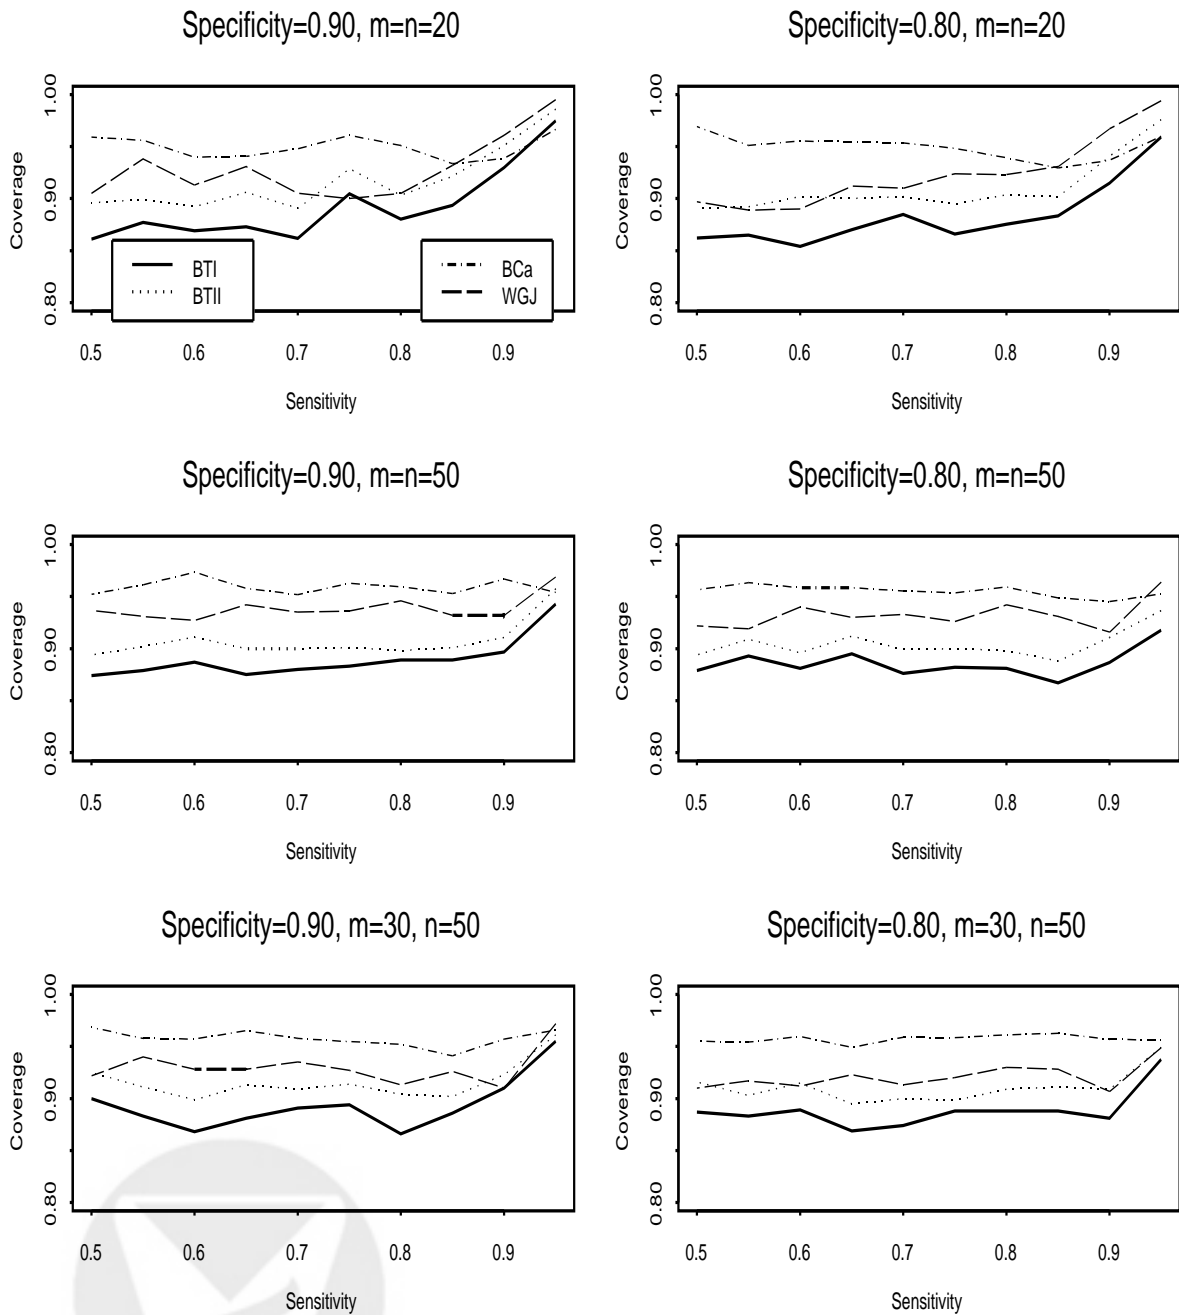 Specificity=0.90, m=n=20
Coverage
1.00
0.90
0.80
BTI
BTII
BCa
WGJ
0.5 0.6 0.7 0.8 0.9
Sensitivity
Specificity=0.80, m=n=20
Coverage
1.00
0.90
0.80
0.5 0.6 0.7 0.8 0.9
Sensitivity
Specificity=0.90, m=n=50
Coverage
1.00
0.90
0.80
0.5 0.6 0.7 0.8 0.9
Sensitivity
Specificity=0.80, m=n=50
Coverage
1.00
0.90
0.80
0.5 0.6 0.7 0.8 0.9
Sensitivity
Specificity=0.90, m=30, n=50
Coverage
1.00
0.90
0.80
0.5 0.6 0.7 0.8 0.9
Sensitivity
Specificity=0.80, m=30, n=50
Coverage
1.00
0.90
0.80
0.5 0.6 0.7 0.8 0.9
Sensitivity